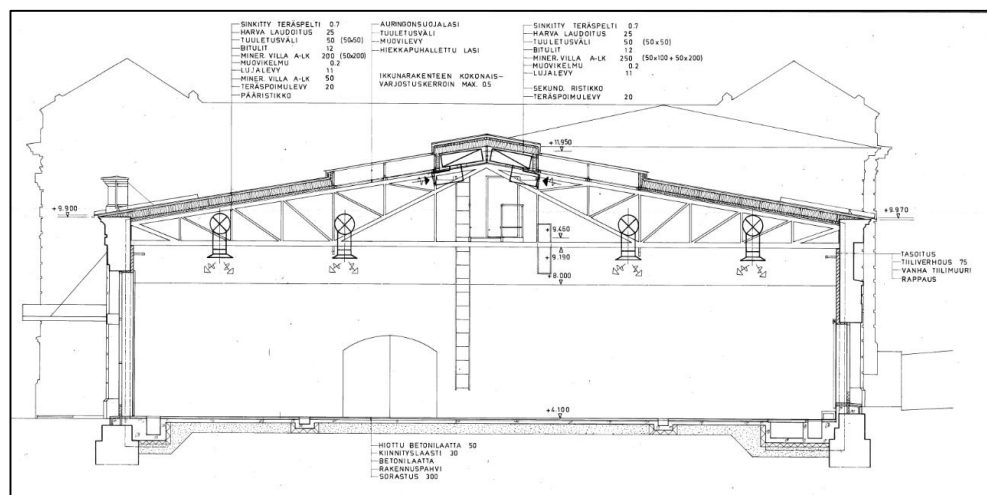 SINKITTY TERÄSPELTI 0.7
HARVA LAUDOITUS 25
TUULETUSVÄLI 50 (50x50)
BITULIT 12
MINER. VILLA A-LK 200 (50x200)
MUOVIKELMU 0.2
LUJALEVY 11
MINER. VILLA A-LK 50
TERÄSPOIMULEVY 20
PÄÄRISTIKKO
AURINGONSUOJALASI
TUULETUSVÄLI
MUOVILEVY
HIEKKAPUHALLETTU LASI
IKKUNARAKENTEEN KOKONAIS-
VARJOSTUSKERROIN MAX. 0.5
SINKITTY TERÄSPELTI 0.7
HARVA LAUDOITUS 25
TUULETUSVÄLI 50 (50x50)
BITULIT 12
MINER. VILLA A-LK 250 (50x100 + 50x200)
MUOVIKELMU 0.2
LUJALEVY 11
SEKUND. RISTIKKO
TERÄSPOIMULEVY 20
+11.950
+9.900
+9.970
+9.460
+9.190
+8.000
TASOITUS
TIILIVERHOUS 75
VANHA TIILIMUURI
RAPPAUS
+4.100
HIOTTU BETONILAATTA 50
KIINNITYSLAASTI 30
BETONILAATTA
RAKENNUSPAHVI
SORASTUS 300